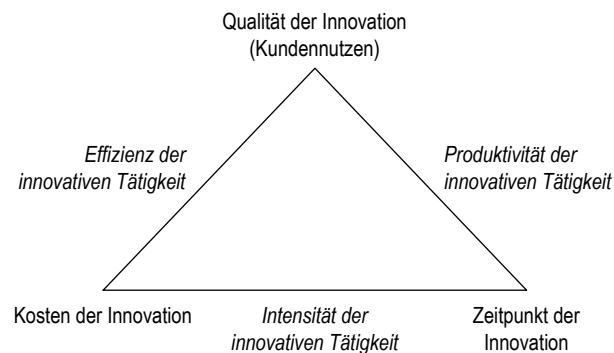 Qualität der Innovation
(Kundennutzen)
Effizienz der
innovativen Tätigkeit
Produktivität der
innovativen Tätigkeit
Kosten der Innovation
Intensität der
innovativen Tätigkeit
Zeitpunkt der
Innovation